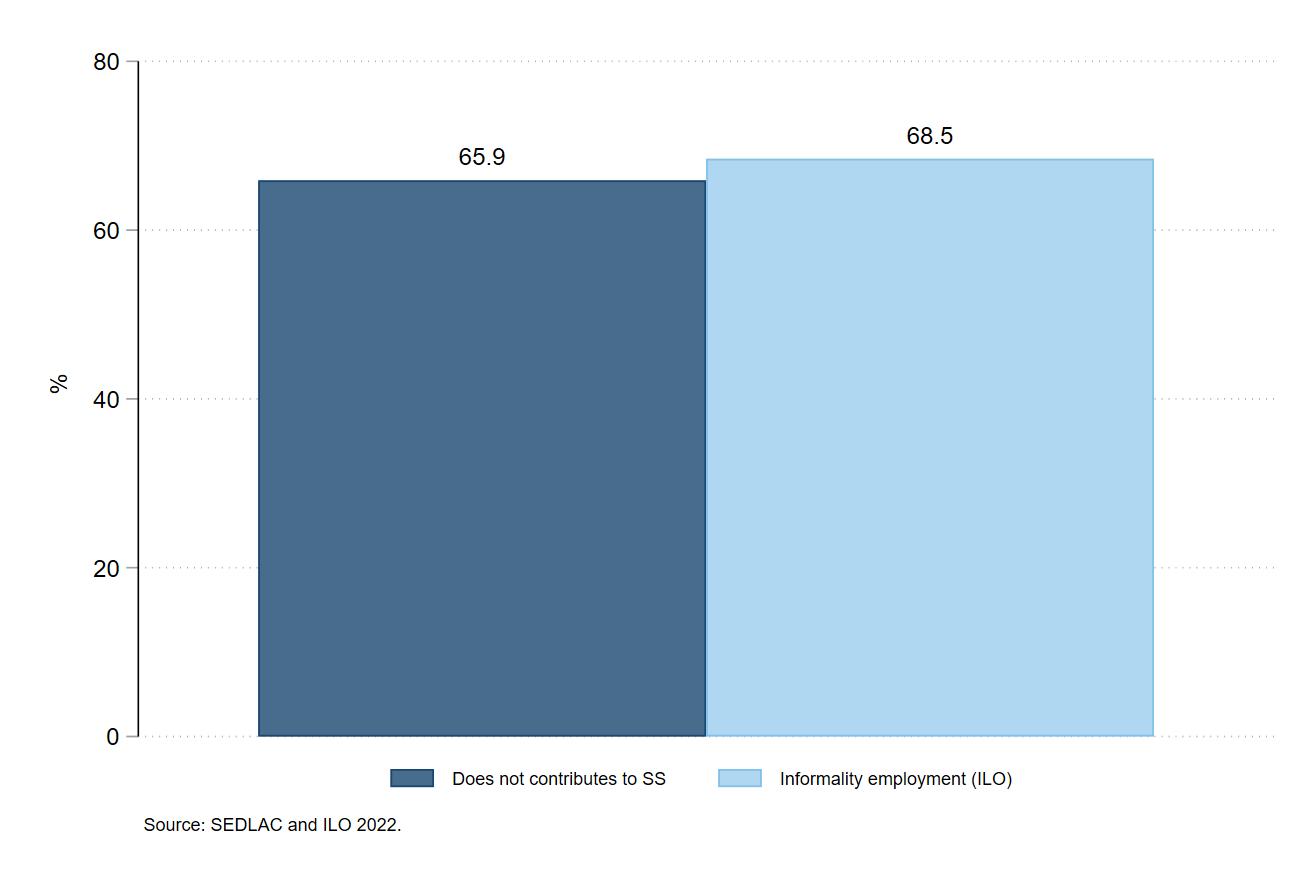 80
68.5
65.9
60
%
40
20
0
Does not contributes to SS
Informality employment (ILO)
Source: SEDLAC and ILO 2022.